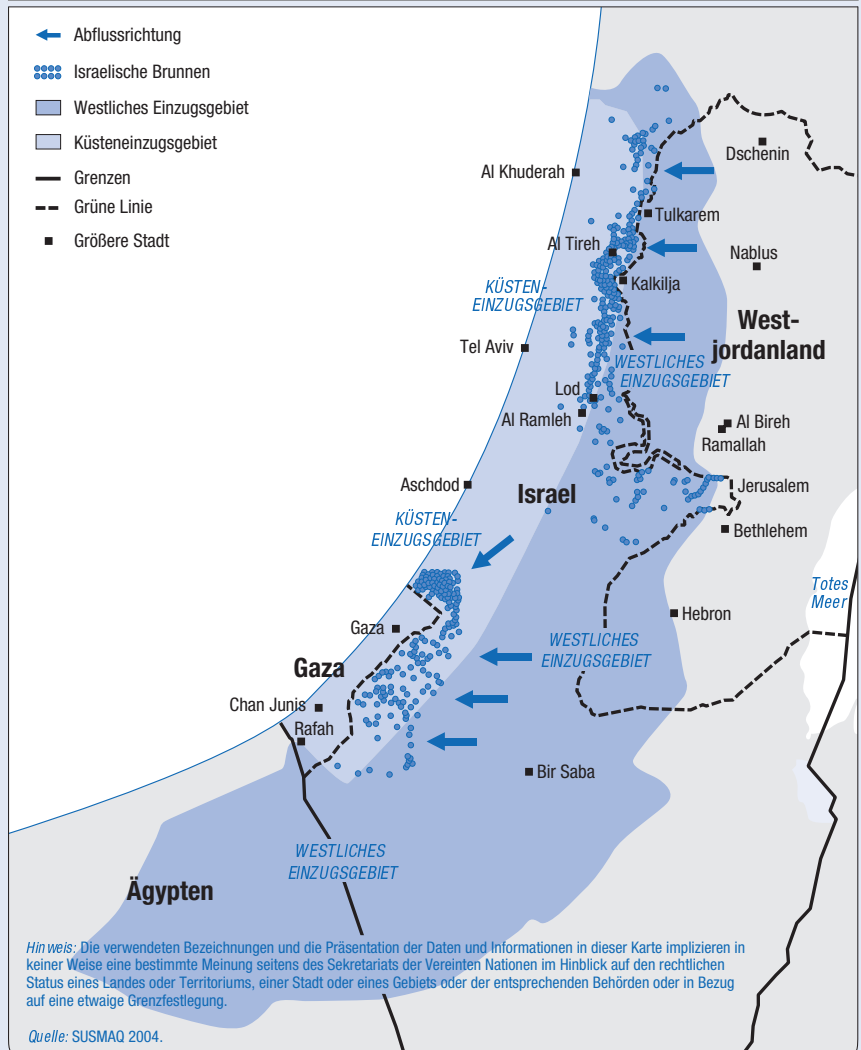 Abflussrichtung
Israelische Brunnen
Westliches Einzugsgebiet
Küsteneinzugsgebiet
Grenzen
Grüne Linie
Größere Stadt
Dschenin
Al Khuderah
Tulkarem
Al Tireh
Nablus
Kalkilja
KÜSTEN-
EINZUGSGEBIET
West-
jordanland
Tel Aviv
WESTLICHES
EINZUGSGEBIET
Lod
Al Ramleh
Al Bireh
Ramallah
Aschdod
Israel
Jerusalem
KÜSTEN-
EINZUGSGEBIET
Bethlehem
Totes
Meer
Hebron
Gaza
WESTLICHES
EINZUGSGEBIET
Gaza
Chan Junis
Rafah
Bir Saba
WESTLICHES
EINZUGSGEBIET
Ägypten
Hinweis: Die verwendeten Bezeichnungen und die Präsentation der Daten und Informationen in dieser Karte implizieren in
keiner Weise eine bestimmte Meinung seitens des Sekretariats der Vereinten Nationen im Hinblick auf den rechtlichen
Status eines Landes oder Territoriums, einer Stadt oder eines Gebiets oder der entsprechenden Behörden oder in Bezug
auf eine etwaige Grenzfestlegung.
Quelle: SUSMAQ 2004.